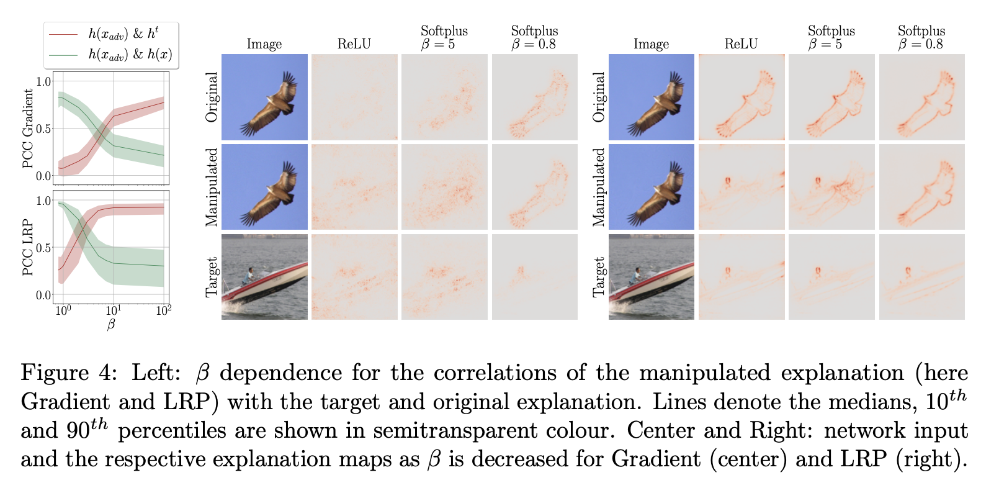 h(x_{adv}) & h^t
h(x_{adv}) & h(x)
PCC Gradient
1.0
0.5
0.0
PCC LRP
1.0
0.5
0.0
10^0 10^1 10^2
β
Image ReLU Softplus β = 5 Softplus β = 0.8
Original
Manipulated
Target
Image ReLU Softplus β = 5 Softplus β = 0.8
Original
Manipulated
Target
Figure 4: Left: β dependence for the correlations of the manipulated explanation (here
Gradient and LRP) with the target and original explanation. Lines denote the medians, 10^{th}
and 90^{th} percentiles are shown in semitransparent colour. Center and Right: network input
and the respective explanation maps as β is decreased for Gradient (center) and LRP (right).